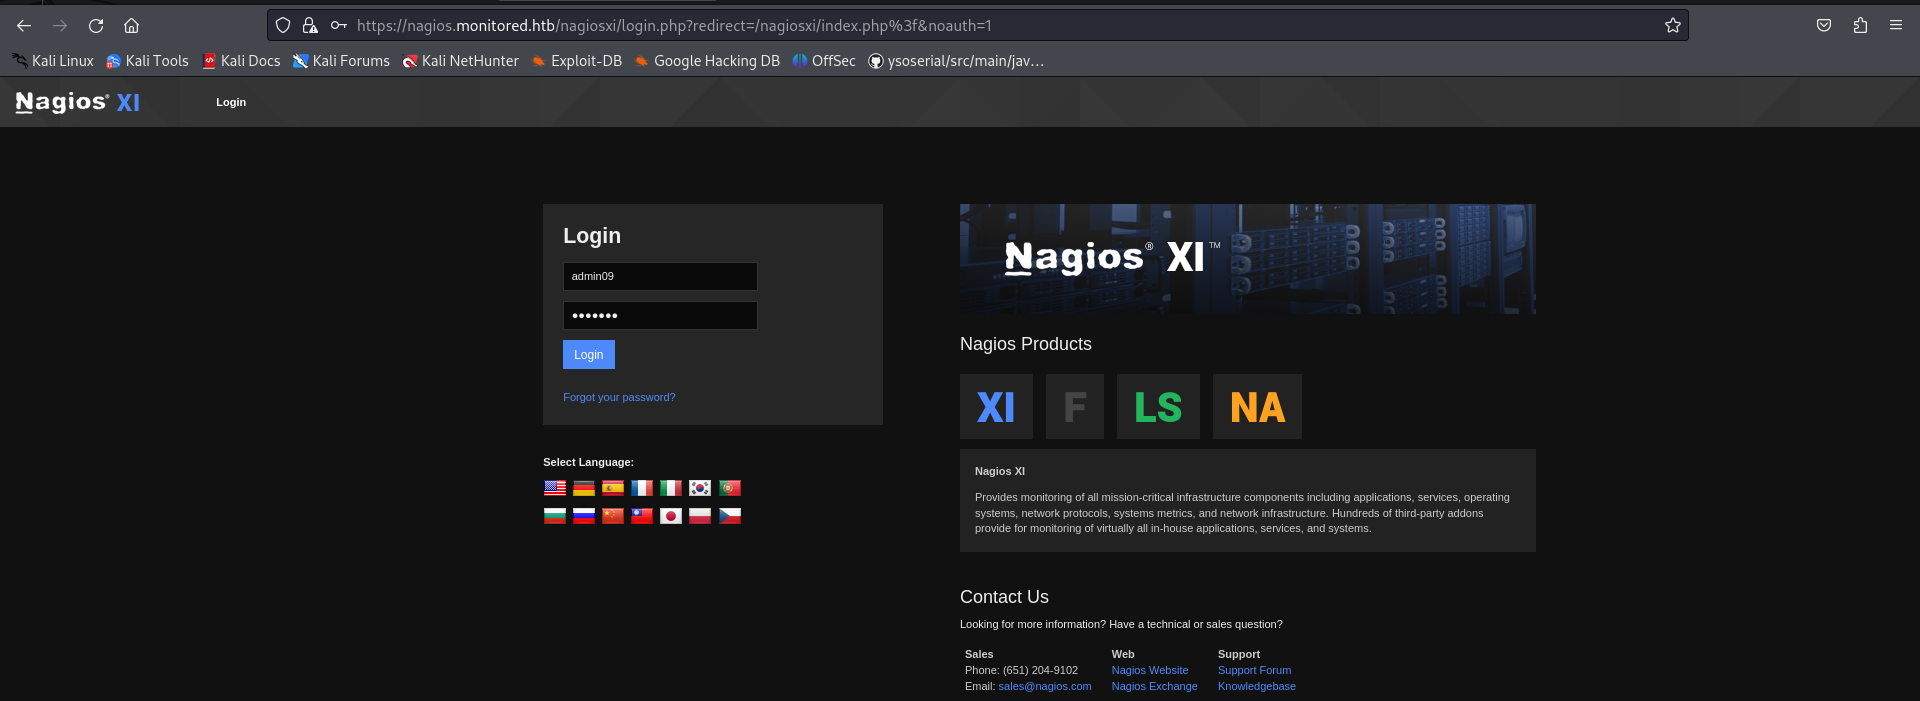 https://nagios.monitored.htb/nagiosxi/login.php?redirect=/nagiosxi/index.php%3f&noauth=1
Kali Linux Kali Tools Kali Docs Kali Forums Kali NetHunter Exploit-DB Google Hacking DB OffSec ysoserial/src/main/jav…
Nagios® XI Login
Login
admin09
•••••••
Login
Forgot your password?
Select Language:
Nagios® XI™
Nagios Products
XI F LS NA
Nagios XI
Provides monitoring of all mission-critical infrastructure components including applications, services, operating
systems, network protocols, systems metrics, and network infrastructure. Hundreds of third-party addons
provide for monitoring of virtually all in-house applications, services, and systems.
Contact Us
Looking for more information? Have a technical or sales question?
Sales Web Support
Phone: (651) 204-9102 Nagios Website Support Forum
Email: sales@nagios.com Nagios Exchange Knowledgebase